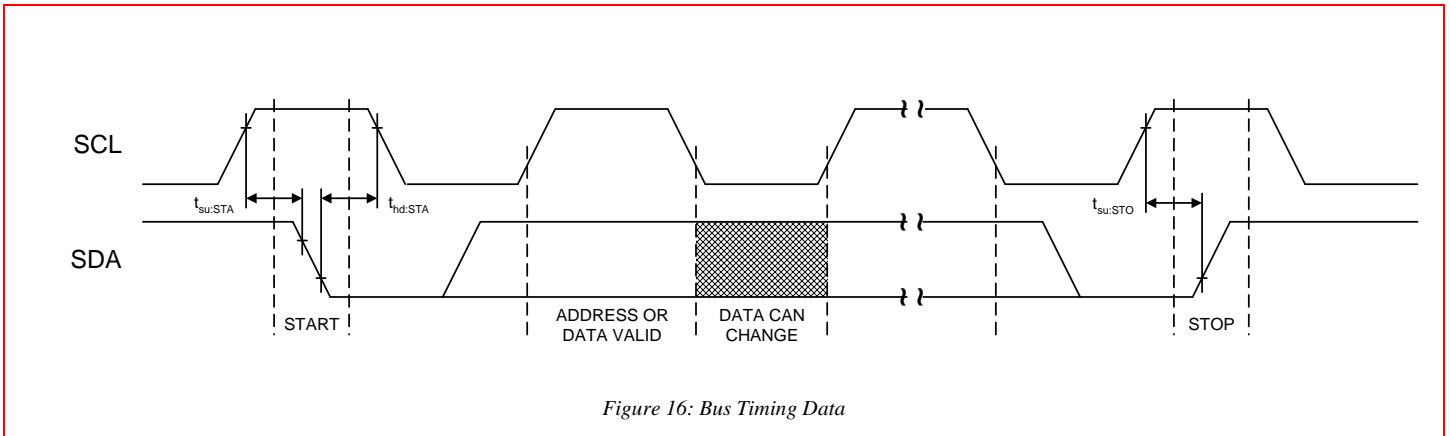 SCL
t su:STA
t hd:STA
t su:STO
SDA
START
ADDRESS OR
DATA VALID
DATA CAN
CHANGE
STOP
Figure 16: Bus Timing Data